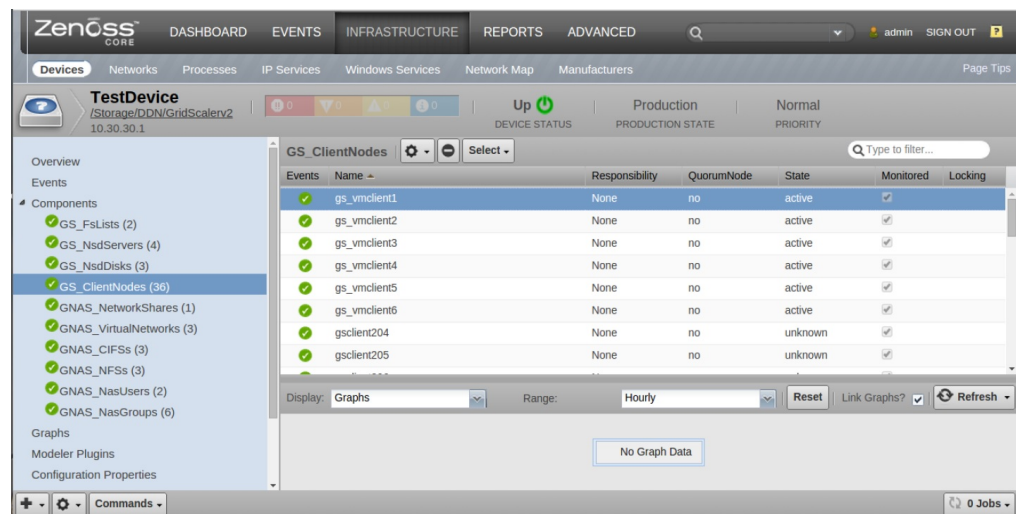 Zenoss CORE DASHBOARD EVENTS INFRASTRUCTURE REPORTS ADVANCED admin SIGN OUT ?
Devices Networks Processes IP Services Windows Services Network Map Manufacturers Page Tips
TestDevice
/Storage/DDN/GridScalerv2
10.30.30.1
0 0 0 0
Up
DEVICE STATUS
Production
PRODUCTION STATE
Normal
PRIORITY
Overview
Events
Components
GS_FsLists (2)
GS_NsdServers (4)
GS_NsdDisks (3)
GS_ClientNodes (36)
GNAS_NetworkShares (1)
GNAS_VirtualNetworks (3)
GNAS_CIFSs (3)
GNAS_NFSs (3)
GNAS_NasUsers (2)
GNAS_NasGroups (6)
Graphs
Modeler Plugins
Configuration Properties
GS_ClientNodes Select Type to filter...
Events Name Responsibility QuorumNode State Monitored Locking
gs_vmclient1 None no active
gs_vmclient2 None no active
gs_vmclient3 None no active
gs_vmclient4 None no active
gs_vmclient5 None no active
gs_vmclient6 None no active
gsclient204 None no unknown
gsclient205 None no unknown
Display: Graphs Range: Hourly Reset Link Graphs? Refresh
No Graph Data
Commands 0 Jobs